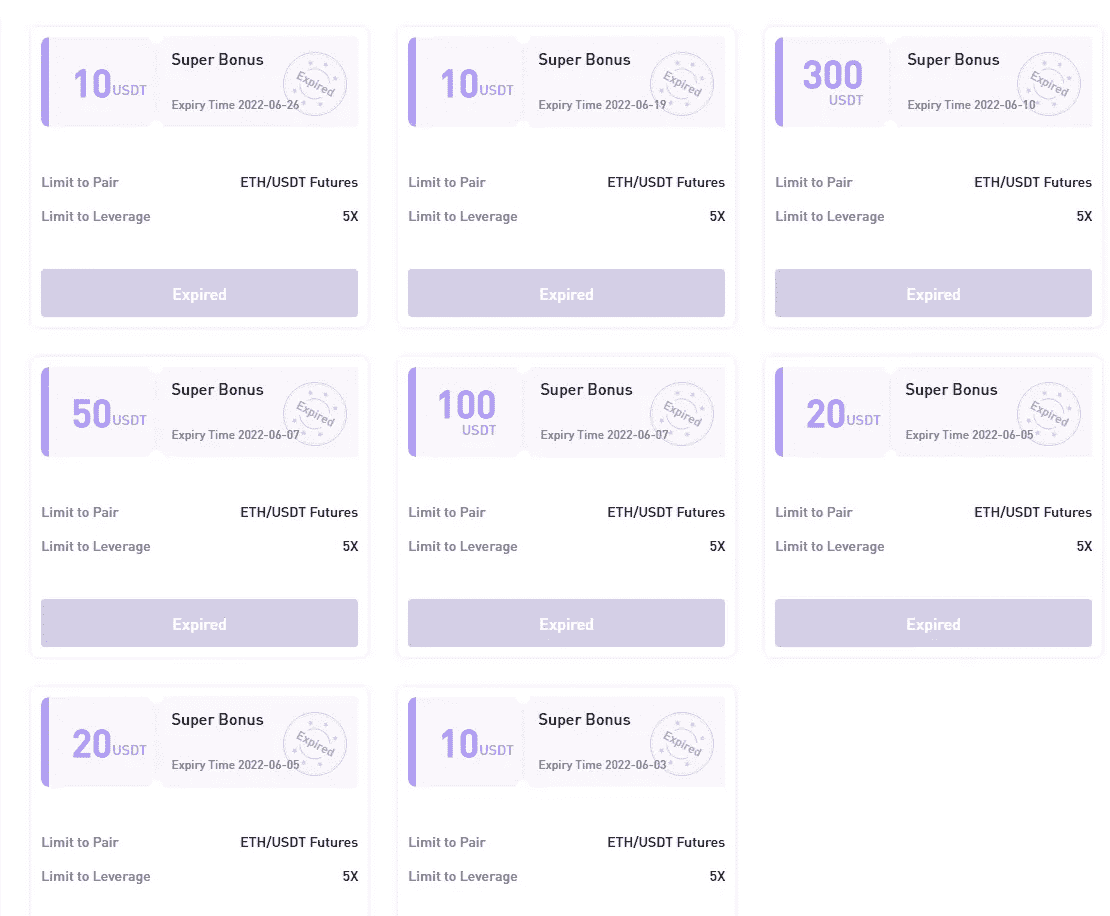 10USDT
Super Bonus
Expired
Expiry Time 2022-06-26
Limit to Pair ETH/USDT Futures
Limit to Leverage 5X
Expired
10USDT
Super Bonus
Expired
Expiry Time 2022-06-19
Limit to Pair ETH/USDT Futures
Limit to Leverage 5X
Expired
300
USDT
Super Bonus
Expired
Expiry Time 2022-06-10
Limit to Pair ETH/USDT Futures
Limit to Leverage 5X
Expired
50USDT
Super Bonus
Expired
Expiry Time 2022-06-07
Limit to Pair ETH/USDT Futures
Limit to Leverage 5X
Expired
100
USDT
Super Bonus
Expired
Expiry Time 2022-06-07
Limit to Pair ETH/USDT Futures
Limit to Leverage 5X
Expired
20USDT
Super Bonus
Expired
Expiry Time 2022-06-05
Limit to Pair ETH/USDT Futures
Limit to Leverage 5X
Expired
20USDT
Super Bonus
Expired
Expiry Time 2022-06-05
Limit to Pair ETH/USDT Futures
Limit to Leverage 5X
10USDT
Super Bonus
Expired
Expiry Time 2022-06-03
Limit to Pair ETH/USDT Futures
Limit to Leverage 5X